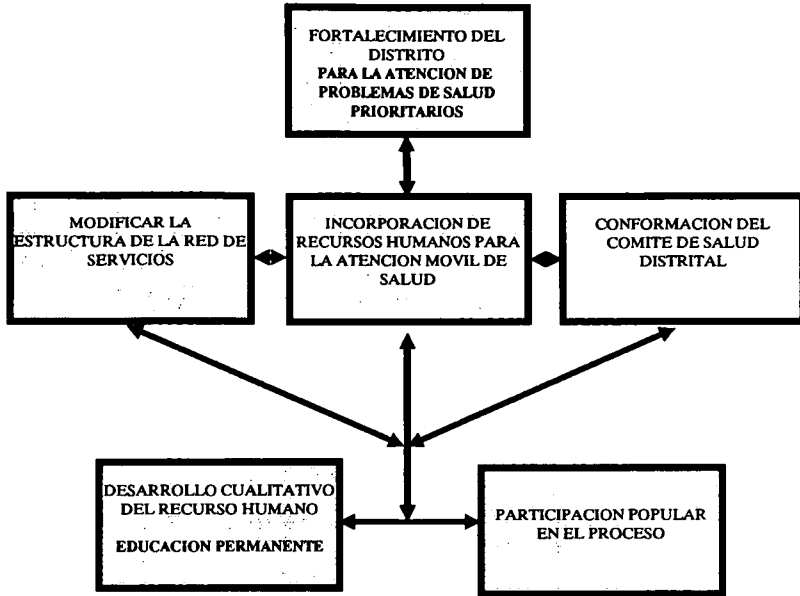 FORTALECIMIENTO DEL
DISTRITO
PARA LA ATENCION DE
PROBLEMAS DE SALUD
PRIORITARIOS
MODIFICAR LA
ESTRUCTURA DE LA RED DE
SERVICIOS
INCORPORACION DE
RECURSOS HUMANOS PARA
LA ATENCION MOVIL DE
SALUD
CONFORMACION DEL
COMITE DE SALUD
DISTRITAL
DESARROLLO CUALITATIVO
DEL RECURSO HUMANO
EDUCACION PERMANENTE
PARTICIPACION POPULAR
EN EL PROCESO